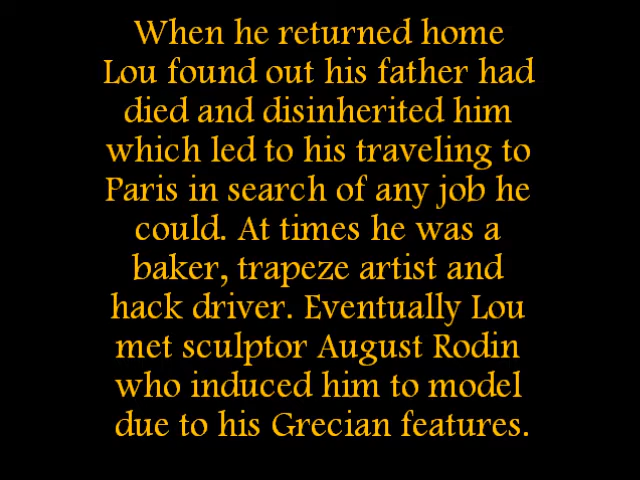 When he returned home
Lou found out his father had
died and disinherited him
which led to his traveling to
Paris in search of any job he
could. At times he was a
baker, trapeze artist and
hack driver. Eventually Lou
met sculptor August Rodin
who induced him to model
due to his Grecian features.